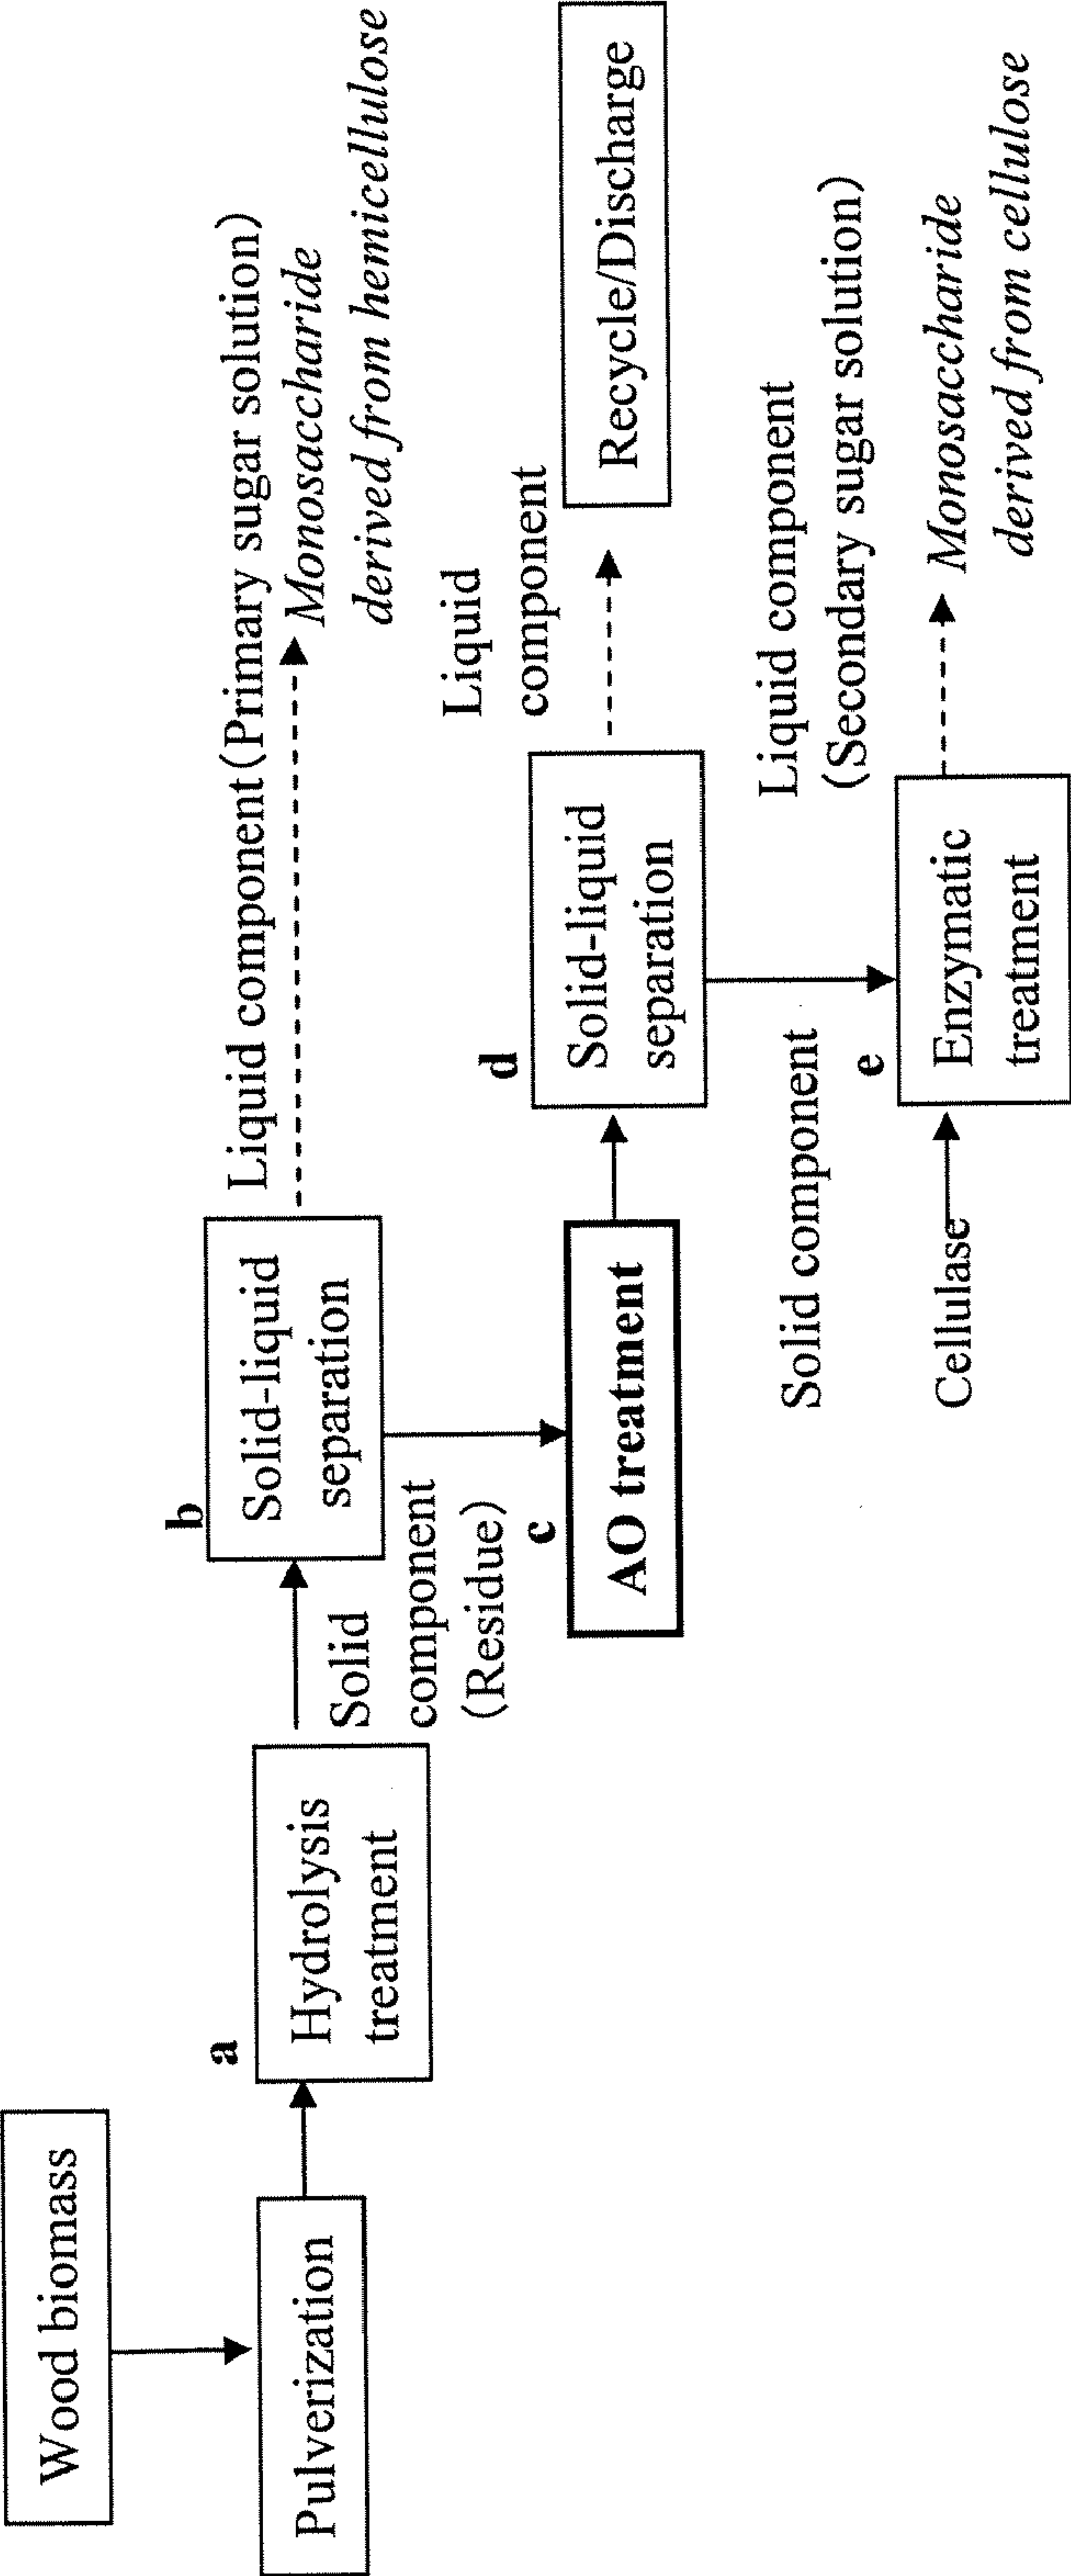 Wood biomass
Pulverization
a
Hydrolysis
treatment
b
Solid-liquid
separation
Liquid component(Primary sugar solution)
Monosaccharide
derived from hemicellulose
Solid
component
(Residue)
c
AO treatment
d
Solid-liquid
separation
Liquid
component
Recycle/Discharge
Solid component
Cellulase
e
Enzymatic
treatment
Liquid component
(Secondary sugar solution)
Monosaccharide
derived from cellulose